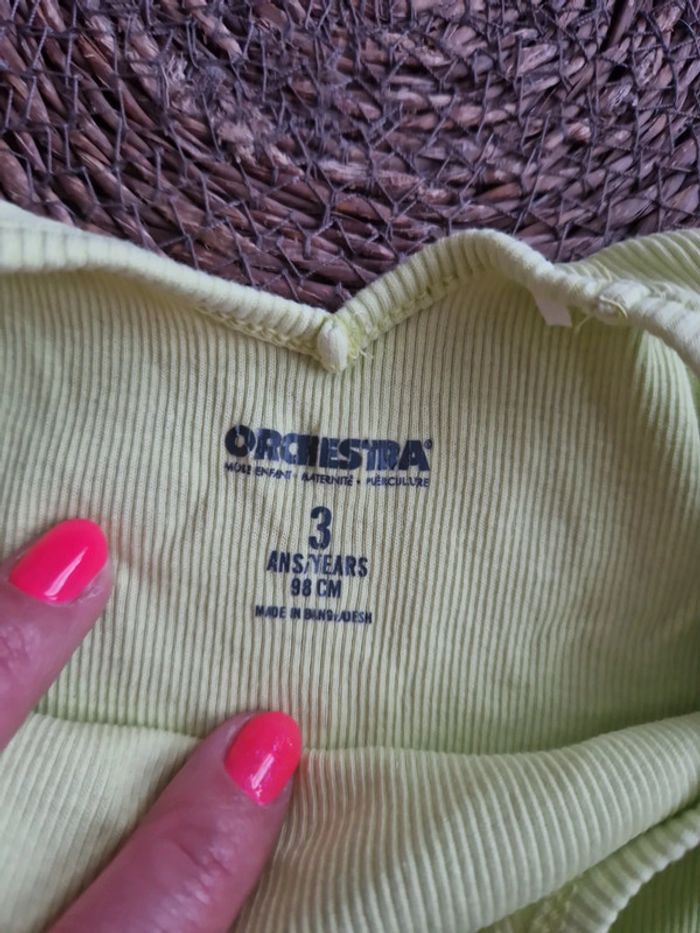 ORCHESTRA®
MODE ENFANT • MATERNITÉ • PUÉRICULTURE
3
ANS/YEARS
98 CM
MADE IN BANGLADESH